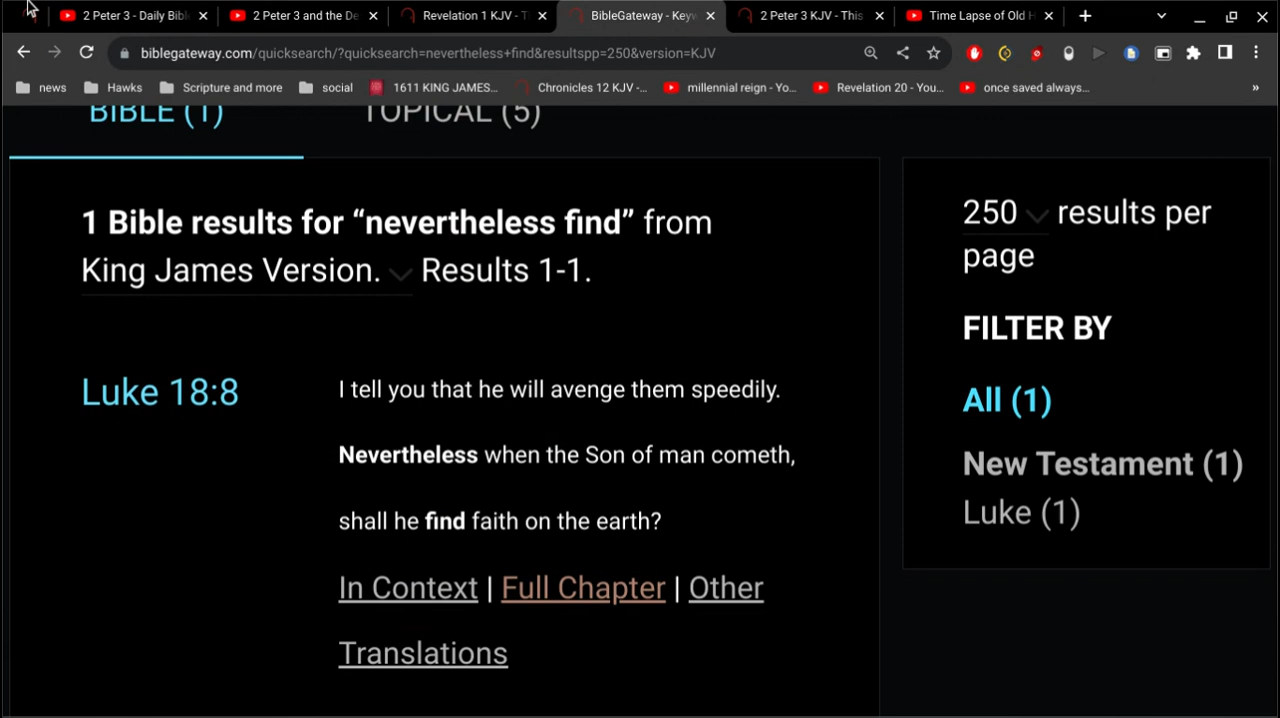 2 Peter 3 - Daily Bibl
2 Peter 3 and the De
Revelation 1 KJV - T
BibleGateway - Keyw
2 Peter 3 KJV - This
Time Lapse of Old H
biblegateway.com/quicksearch/?quicksearch=nevertheless+find&resultspp=250&version=KJV
news
Hawks
Scripture and more
social
1611 KING JAMES...
Chronicles 12 KJV -...
millennial reign - Yo...
Revelation 20 - You...
once saved always...
»
BIBLE (1)
TOPICAL (5)
1 Bible results for “nevertheless find” from
King James Version. Results 1-1.
Luke 18:8
I tell you that he will avenge them speedily.
Nevertheless when the Son of man cometh,
shall he find faith on the earth?
In Context | Full Chapter | Other
Translations
250 results per
page
FILTER BY
All (1)
New Testament (1)
Luke (1)